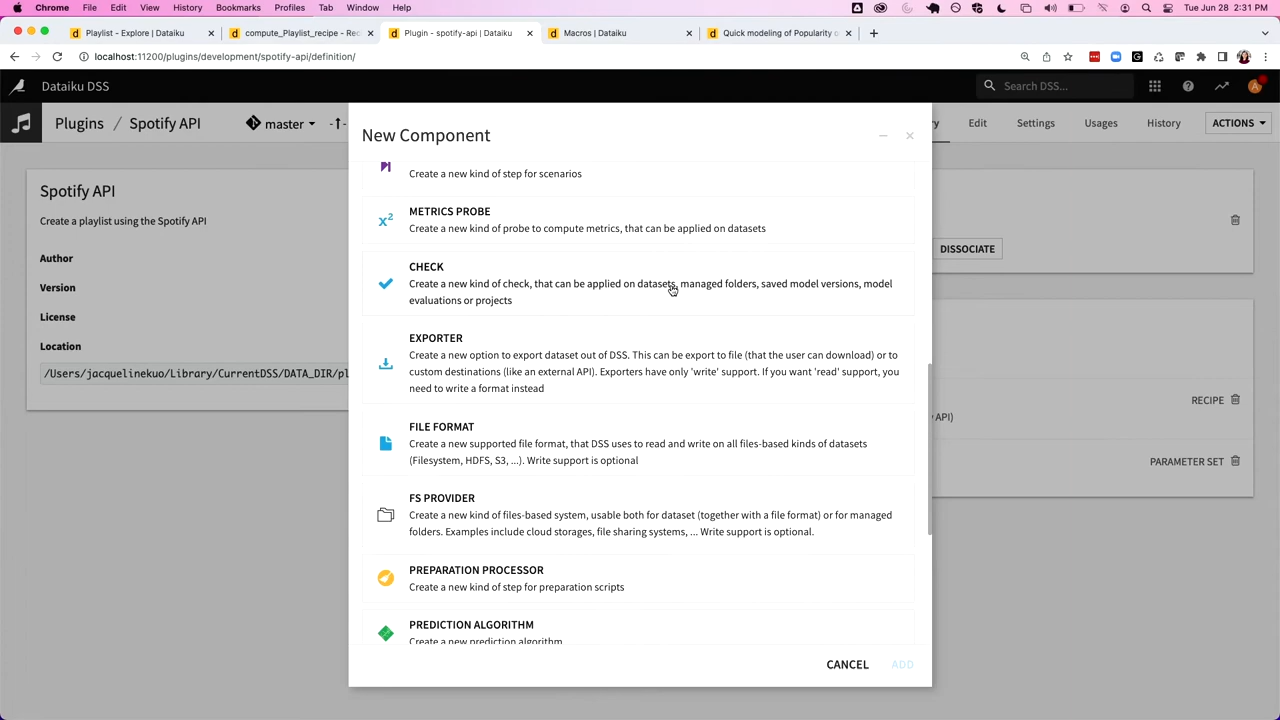 Chrome File Edit View History Bookmarks Profiles Tab Window Help Tue Jun 28 2:31 PM
Playlist - Explore | Dataiku
compute_Playlist_recipe - Rec
Plugin - spotify-api | Dataiku
Macros | Dataiku
Quick modeling of Popularity o
localhost:11200/plugins/development/spotify-api/definition/
Dataiku DSS
Search DSS...
A
Plugins / Spotify API
master
Edit
Settings
Usages
History
ACTIONS
New Component
Spotify API
Create a playlist using the Spotify API
Author
Version
License
Location
/Users/jacquelinekuo/Library/CurrentDSS/DATA_DIR/pl
Create a new kind of step for scenarios
METRICS PROBE
Create a new kind of probe to compute metrics, that can be applied on datasets
CHECK
Create a new kind of check, that can be applied on datasets, managed folders, saved model versions, model
evaluations or projects
EXPORTER
Create a new option to export dataset out of DSS. This can be export to file (that the user can download) or to
custom destinations (like an external API). Exporters have only 'write' support. If you want 'read' support, you
need to write a format instead
FILE FORMAT
Create a new supported file format, that DSS uses to read and write on all files-based kinds of datasets
(Filesystem, HDFS, S3, ...). Write support is optional
FS PROVIDER
Create a new kind of files-based system, usable both for dataset (together with a file format) or for managed
folders. Examples include cloud storages, file sharing systems, ... Write support is optional.
PREPARATION PROCESSOR
Create a new kind of step for preparation scripts
PREDICTION ALGORITHM
Create a new prediction algorithm
CANCEL
ADD
DISSOCIATE
RECIPE
API)
PARAMETER SET